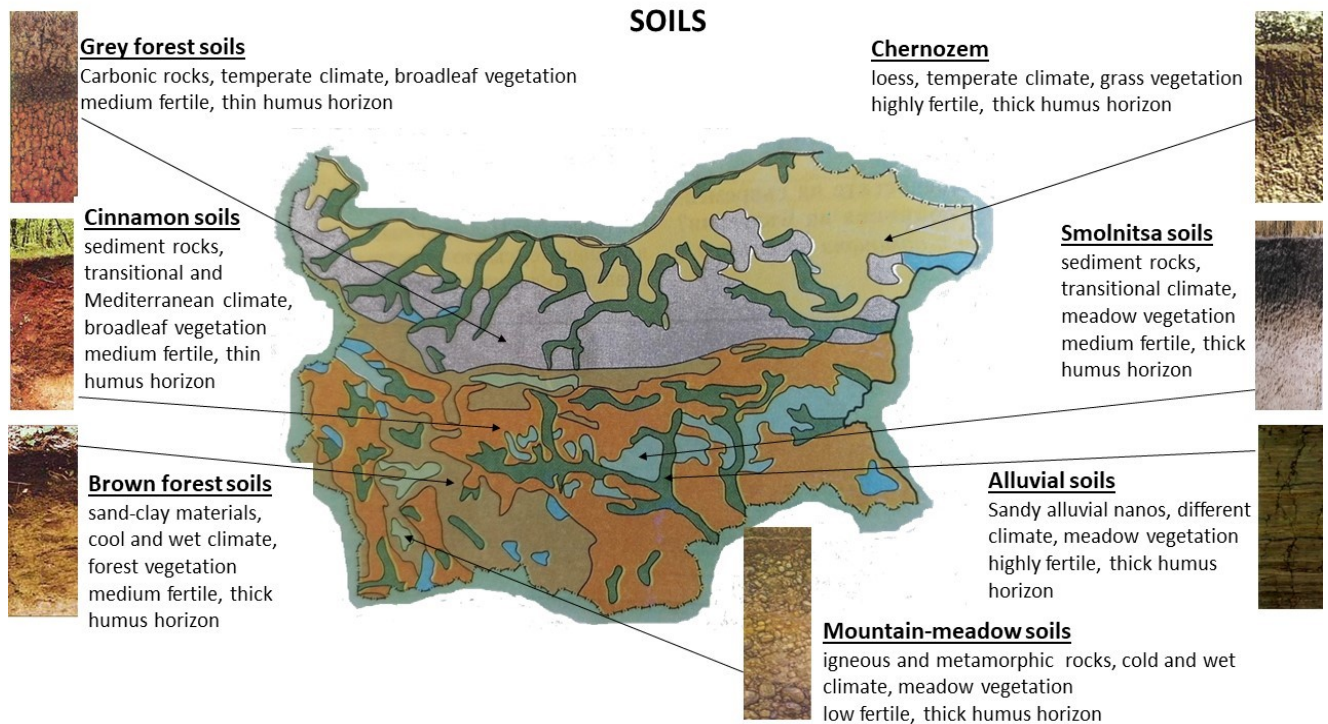 SOILS
Grey forest soils
Carbonic rocks, temperate climate, broadleaf vegetation
medium fertile, thin humus horizon
Chernozem
loess, temperate climate, grass vegetation
highly fertile, thick humus horizon
Cinnamon soils
sediment rocks,
transitional and
Mediterranean climate,
broadleaf vegetation
medium fertile, thin
humus horizon
Smolnitsa soils
sediment rocks,
transitional climate,
meadow vegetation
medium fertile, thick
humus horizon
Brown forest soils
sand-clay materials,
cool and wet climate,
forest vegetation
medium fertile, thick
humus horizon
Alluvial soils
Sandy alluvial nanos, different
climate, meadow vegetation
highly fertile, thick humus
horizon
Mountain-meadow soils
igneous and metamorphic rocks, cold and wet
climate, meadow vegetation
low fertile, thick humus horizon